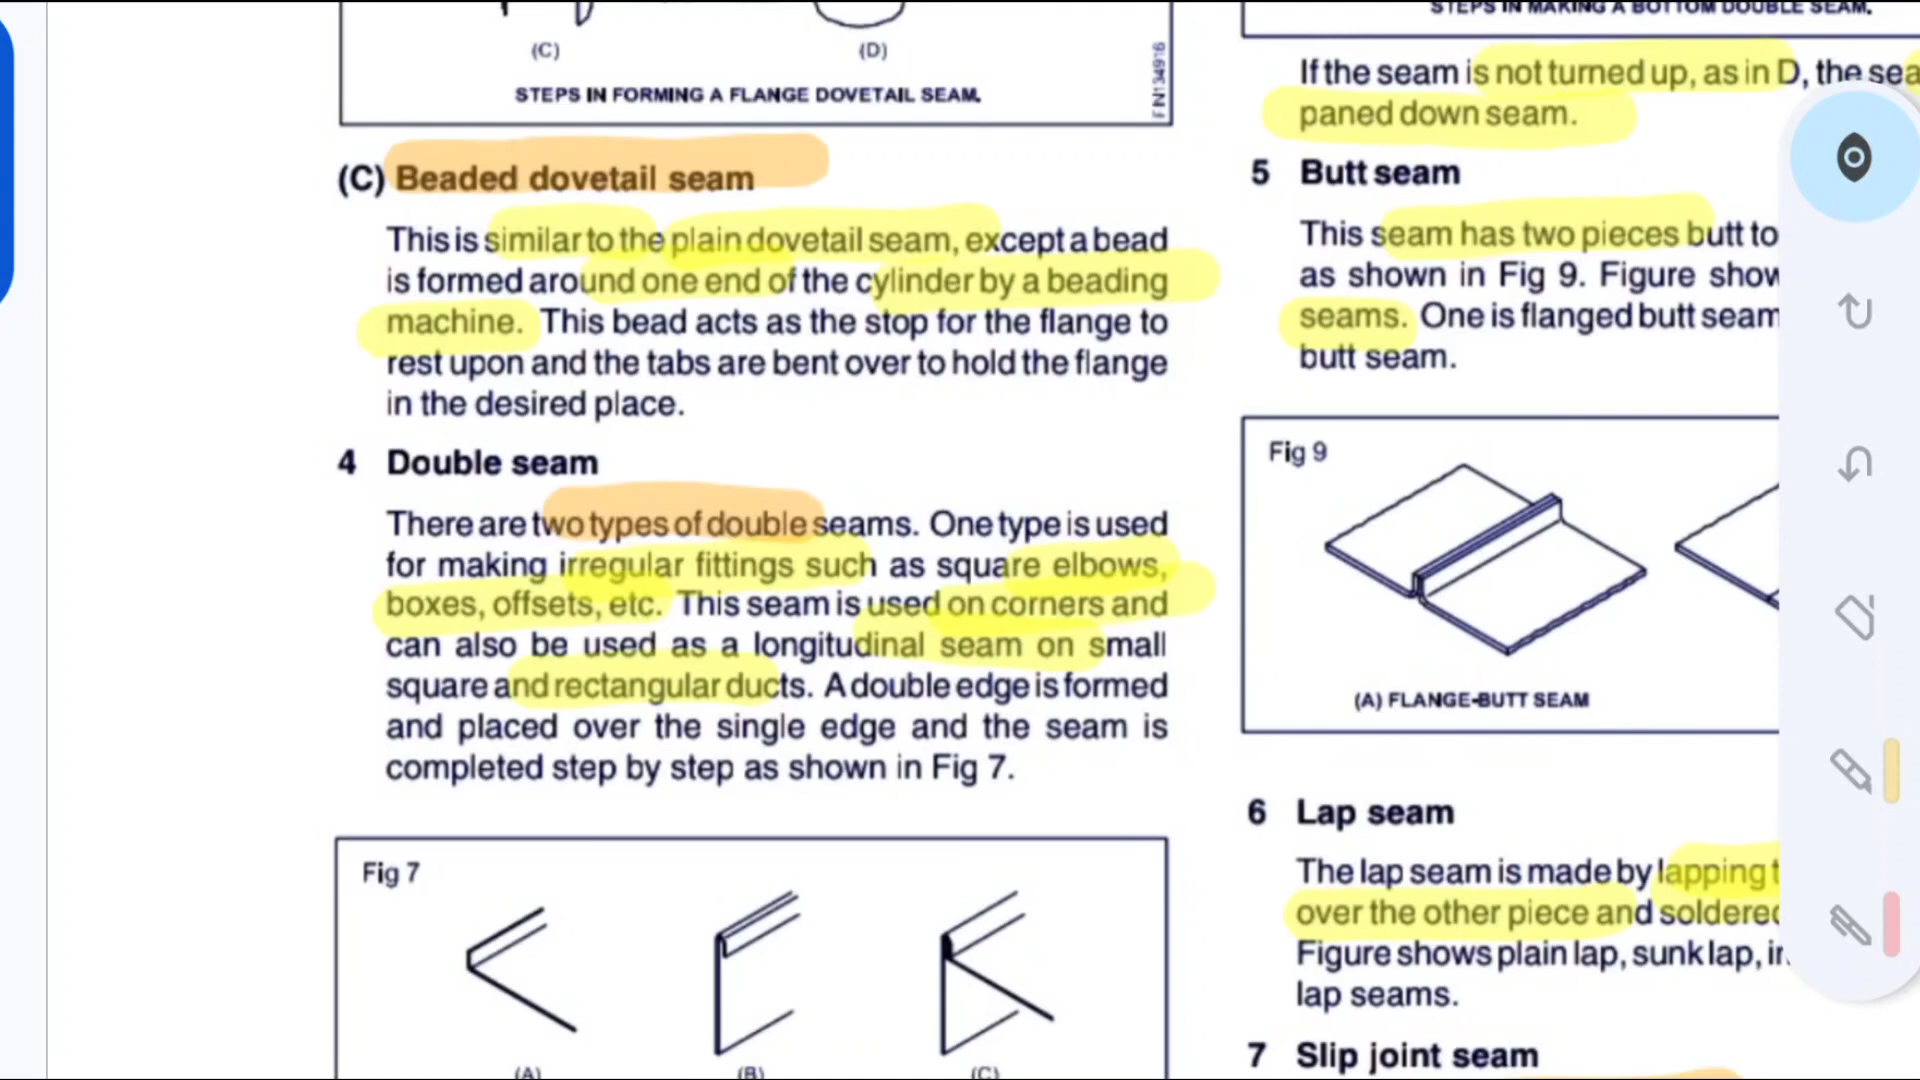 (C)
(D)
STEPS IN FORMING A FLANGE DOVETAIL SEAM.
(C) Beaded dovetail seam
This is similar to the plain dovetail seam, except a bead
is formed around one end of the cylinder by a beading
machine. This bead acts as the stop for the flange to
rest upon and the tabs are bent over to hold the flange
in the desired place.
4 Double seam
There are two types of double seams. One type is used
for making irregular fittings such as square elbows,
boxes, offsets, etc. This seam is used on corners and
can also be used as a longitudinal seam on small
square and rectangular ducts. A double edge is formed
and placed over the single edge and the seam is
completed step by step as shown in Fig 7.
Fig 7
(A)
(B)
(C)
STEPS IN MAKING A BOTTOM DOUBLE SEAM.
If the seam is not turned up, as in D, the sea
paned down seam.
5 Butt seam
This seam has two pieces butt to
as shown in Fig 9. Figure show
seams. One is flanged butt seam
butt seam.
Fig 9
(A) FLANGE-BUTT SEAM
6 Lap seam
The lap seam is made by lapping t
over the other piece and soldered
Figure shows plain lap, sunk lap,
lap seams.
7 Slip joint seam